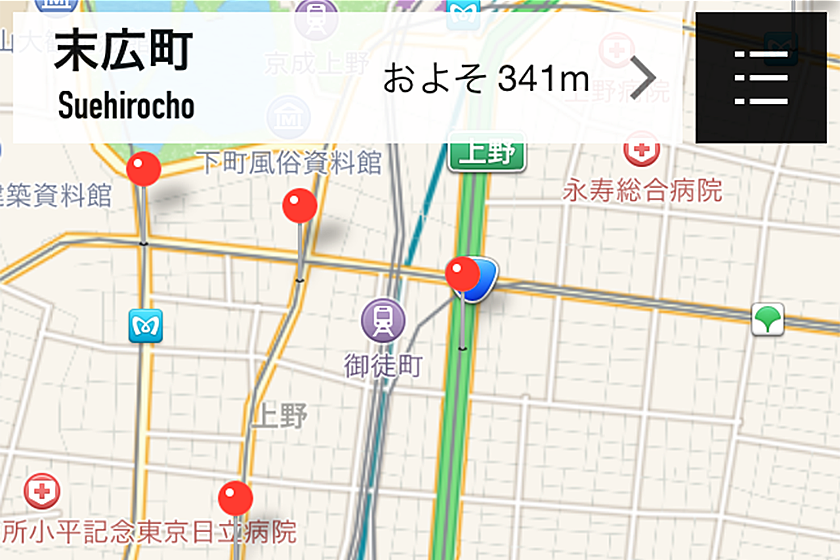 末広町
Suehirocho
およそ 341m
京成上野
上野病院
上野
下町風俗資料館
永寿総合病院
建築資料館
御徒町
上野
所小平記念東京日立病院